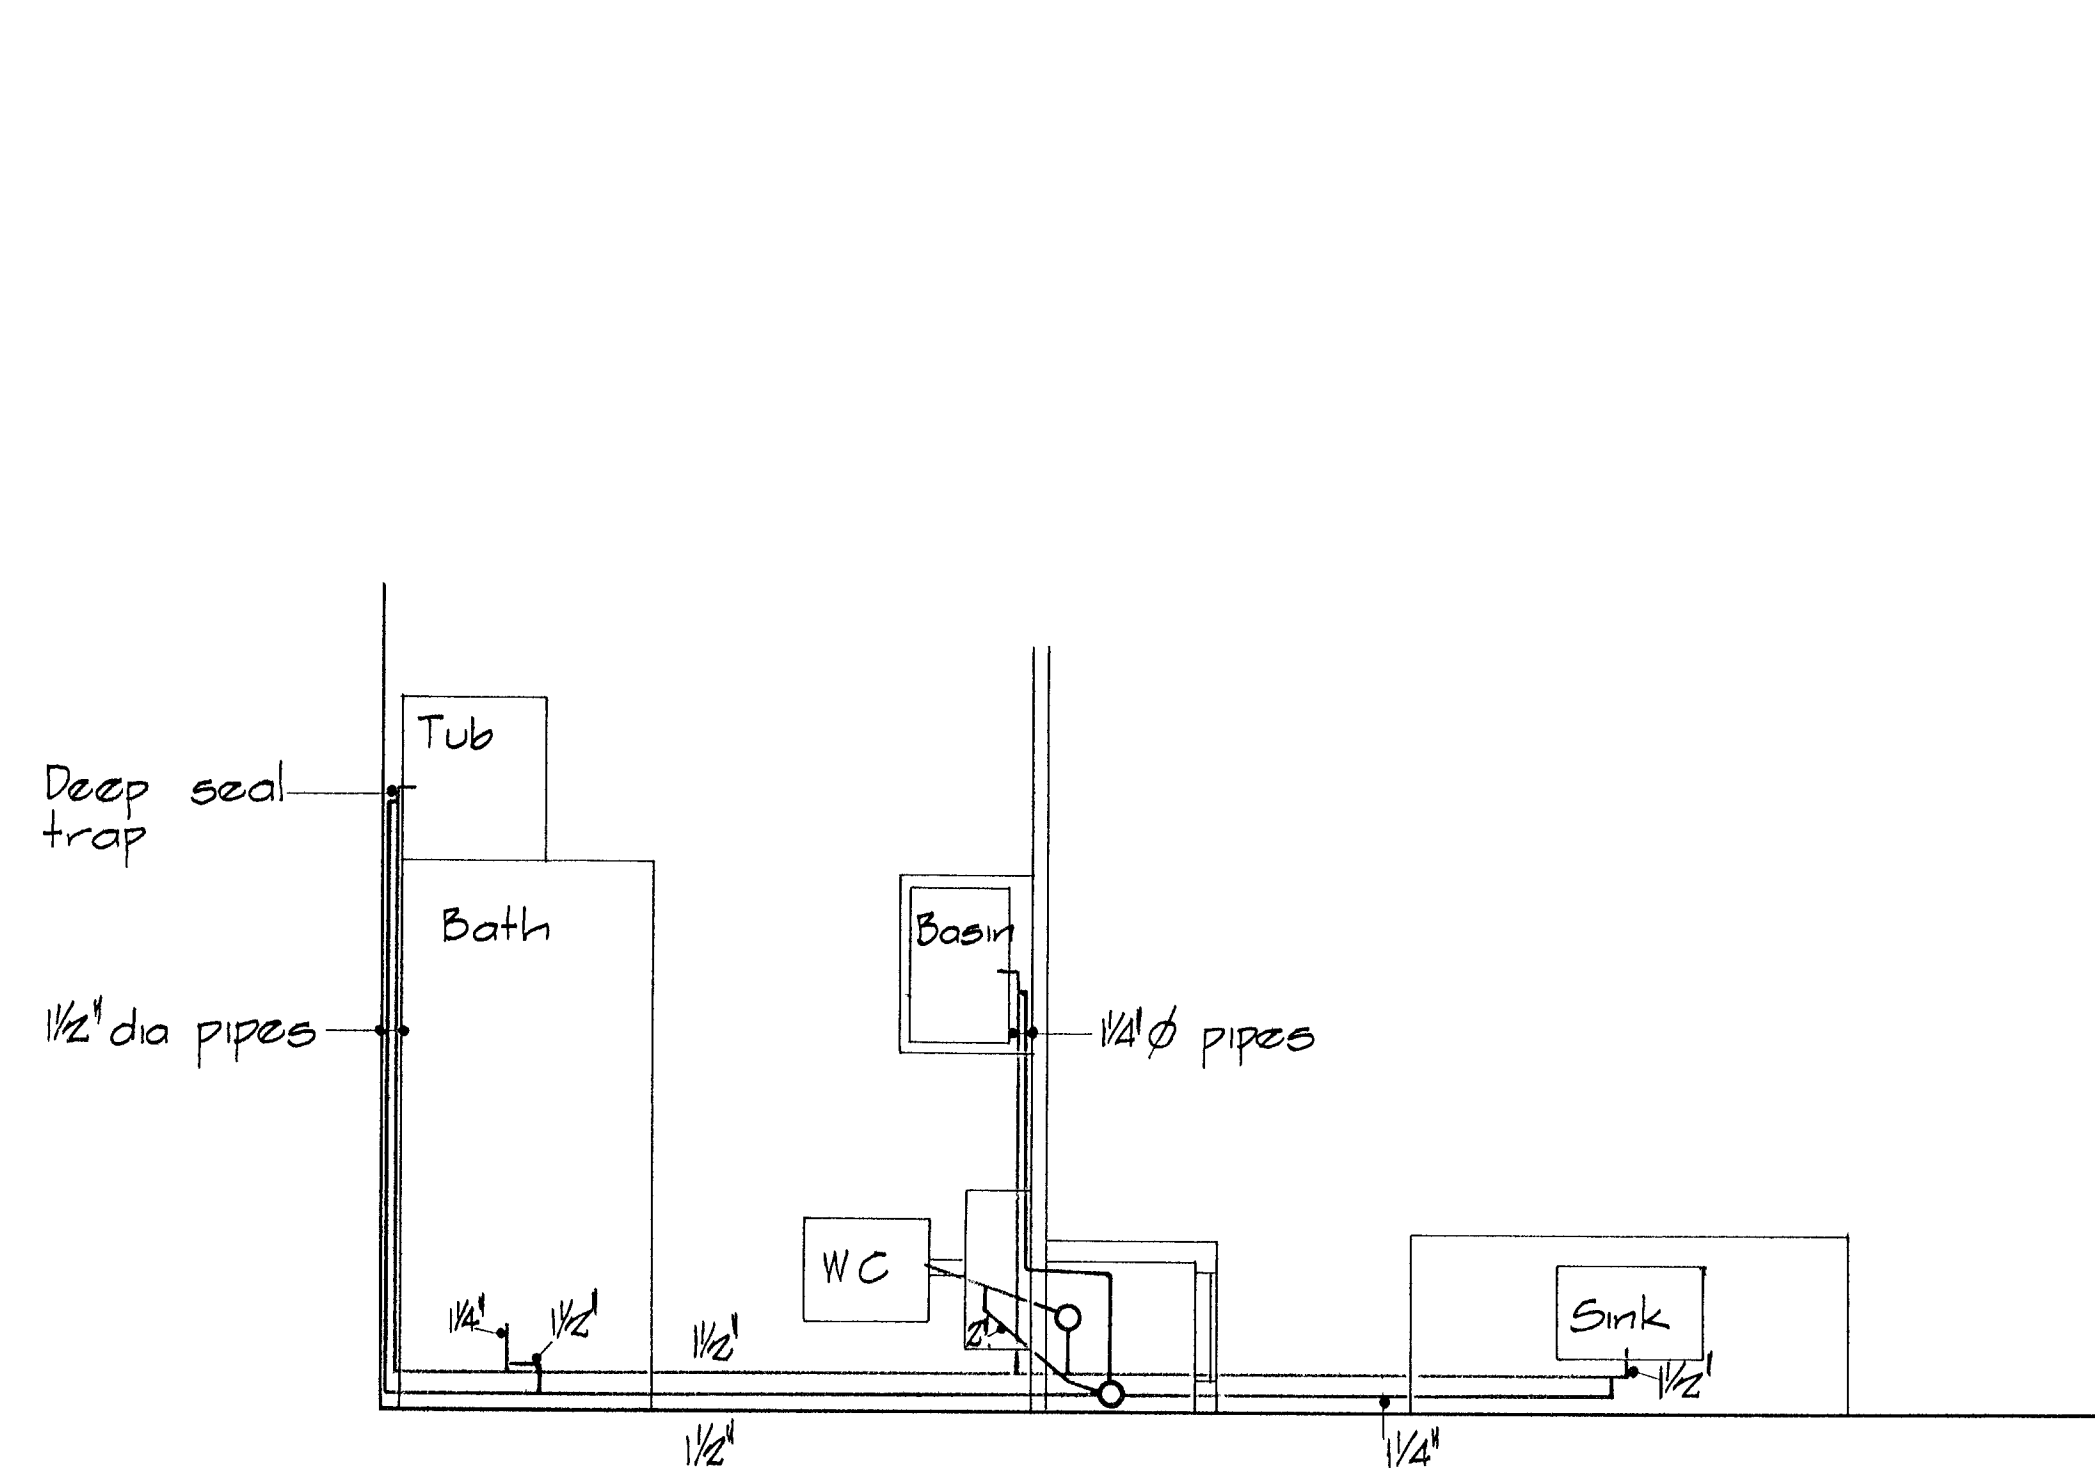 Tub
Deep seal
trap
Bath
Basin
1½" dia pipes
1¼" Ø pipes
WC
1¼"
1½"
1½"
2"
Sink
1½"
1½"
1¼"